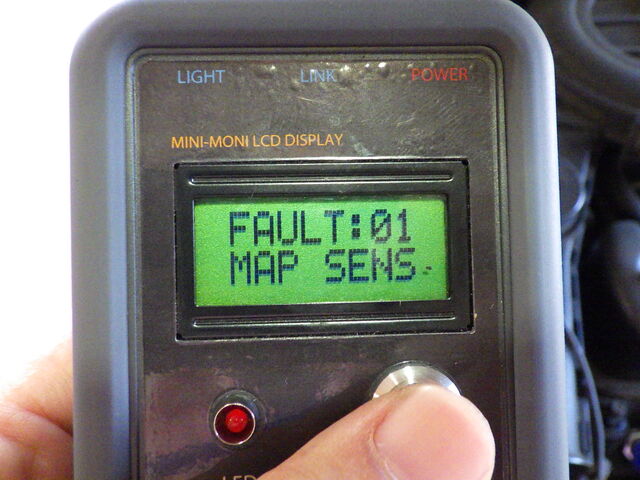 LIGHT LINK POWER
MINI-MONI LCD DISPLAY
FAULT:01
MAP SENS.